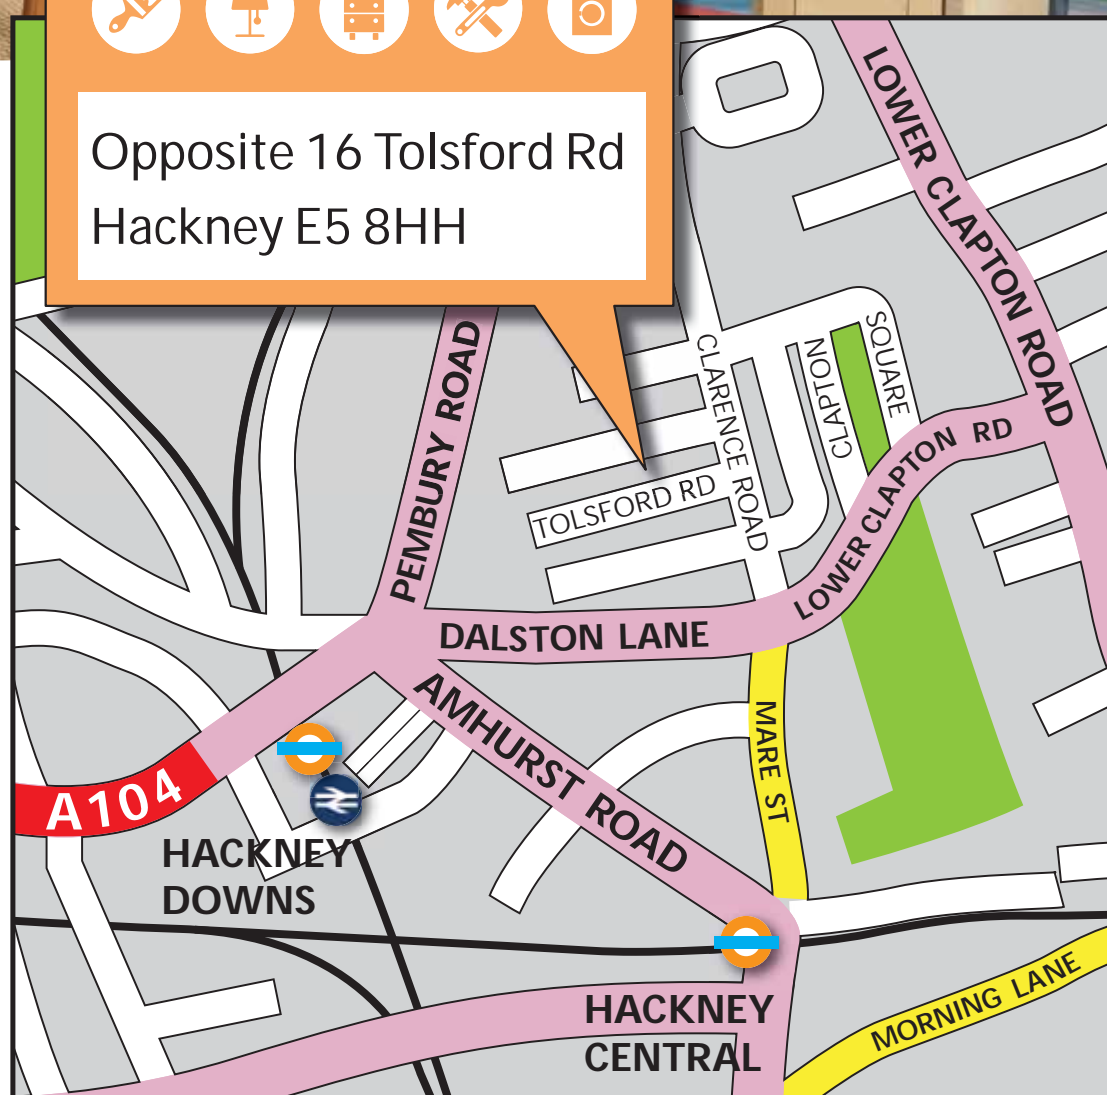 Opposite 16 Tolsford Rd
Hackney E5 8HH
LOWER CLAPTON ROAD
PEMBURY ROAD
CLARENCE ROAD
CLAPTON
SQUARE
LOWER CLAPTON RD
TOLSFORD RD
DALSTON LANE
AMHURST ROAD
MARE ST
A104
HACKNEY
DOWNS
HACKNEY
CENTRAL
MORNING LANE